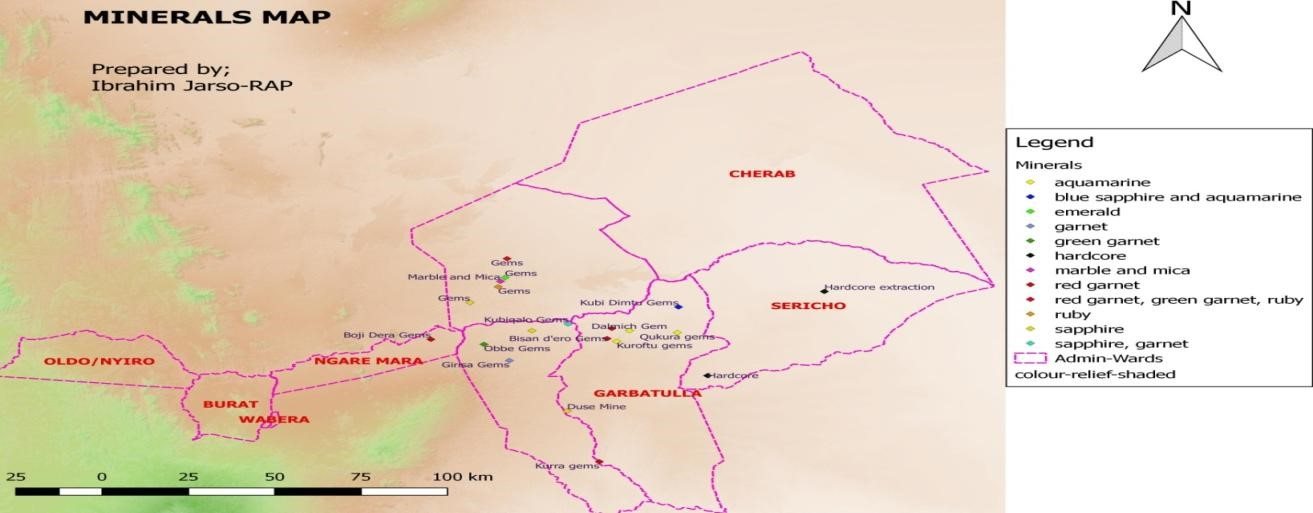 MINERALS MAP
Prepared by;
Ibrahim Jarso-RAP
N
CHERAB
Gems
Marble and Mica
Gems
Gems
Gems
Hardcore extraction
Kubi Dimtu Gems
SERICHO
Kubiqalo Gems
Dalmich Gem
Boji Dera Gems
Bisan d'ero Gems
Qukura gems
Obbe Gems
Kuroftu gems
OLDO/NYIRO
NGARE MARA
Girisa Gems
Hardcore
GARBATULLA
BURAT
WABERA
Duse Mine
Kurra gems
25 0 25 50 75 100 km
Legend
Minerals
aquamarine
blue sapphire and aquamarine
emerald
garnet
green garnet
hardcore
marble and mica
red garnet
red garnet, green garnet, ruby
ruby
sapphire
sapphire, garnet
Admin-Wards
colour-relief-shaded